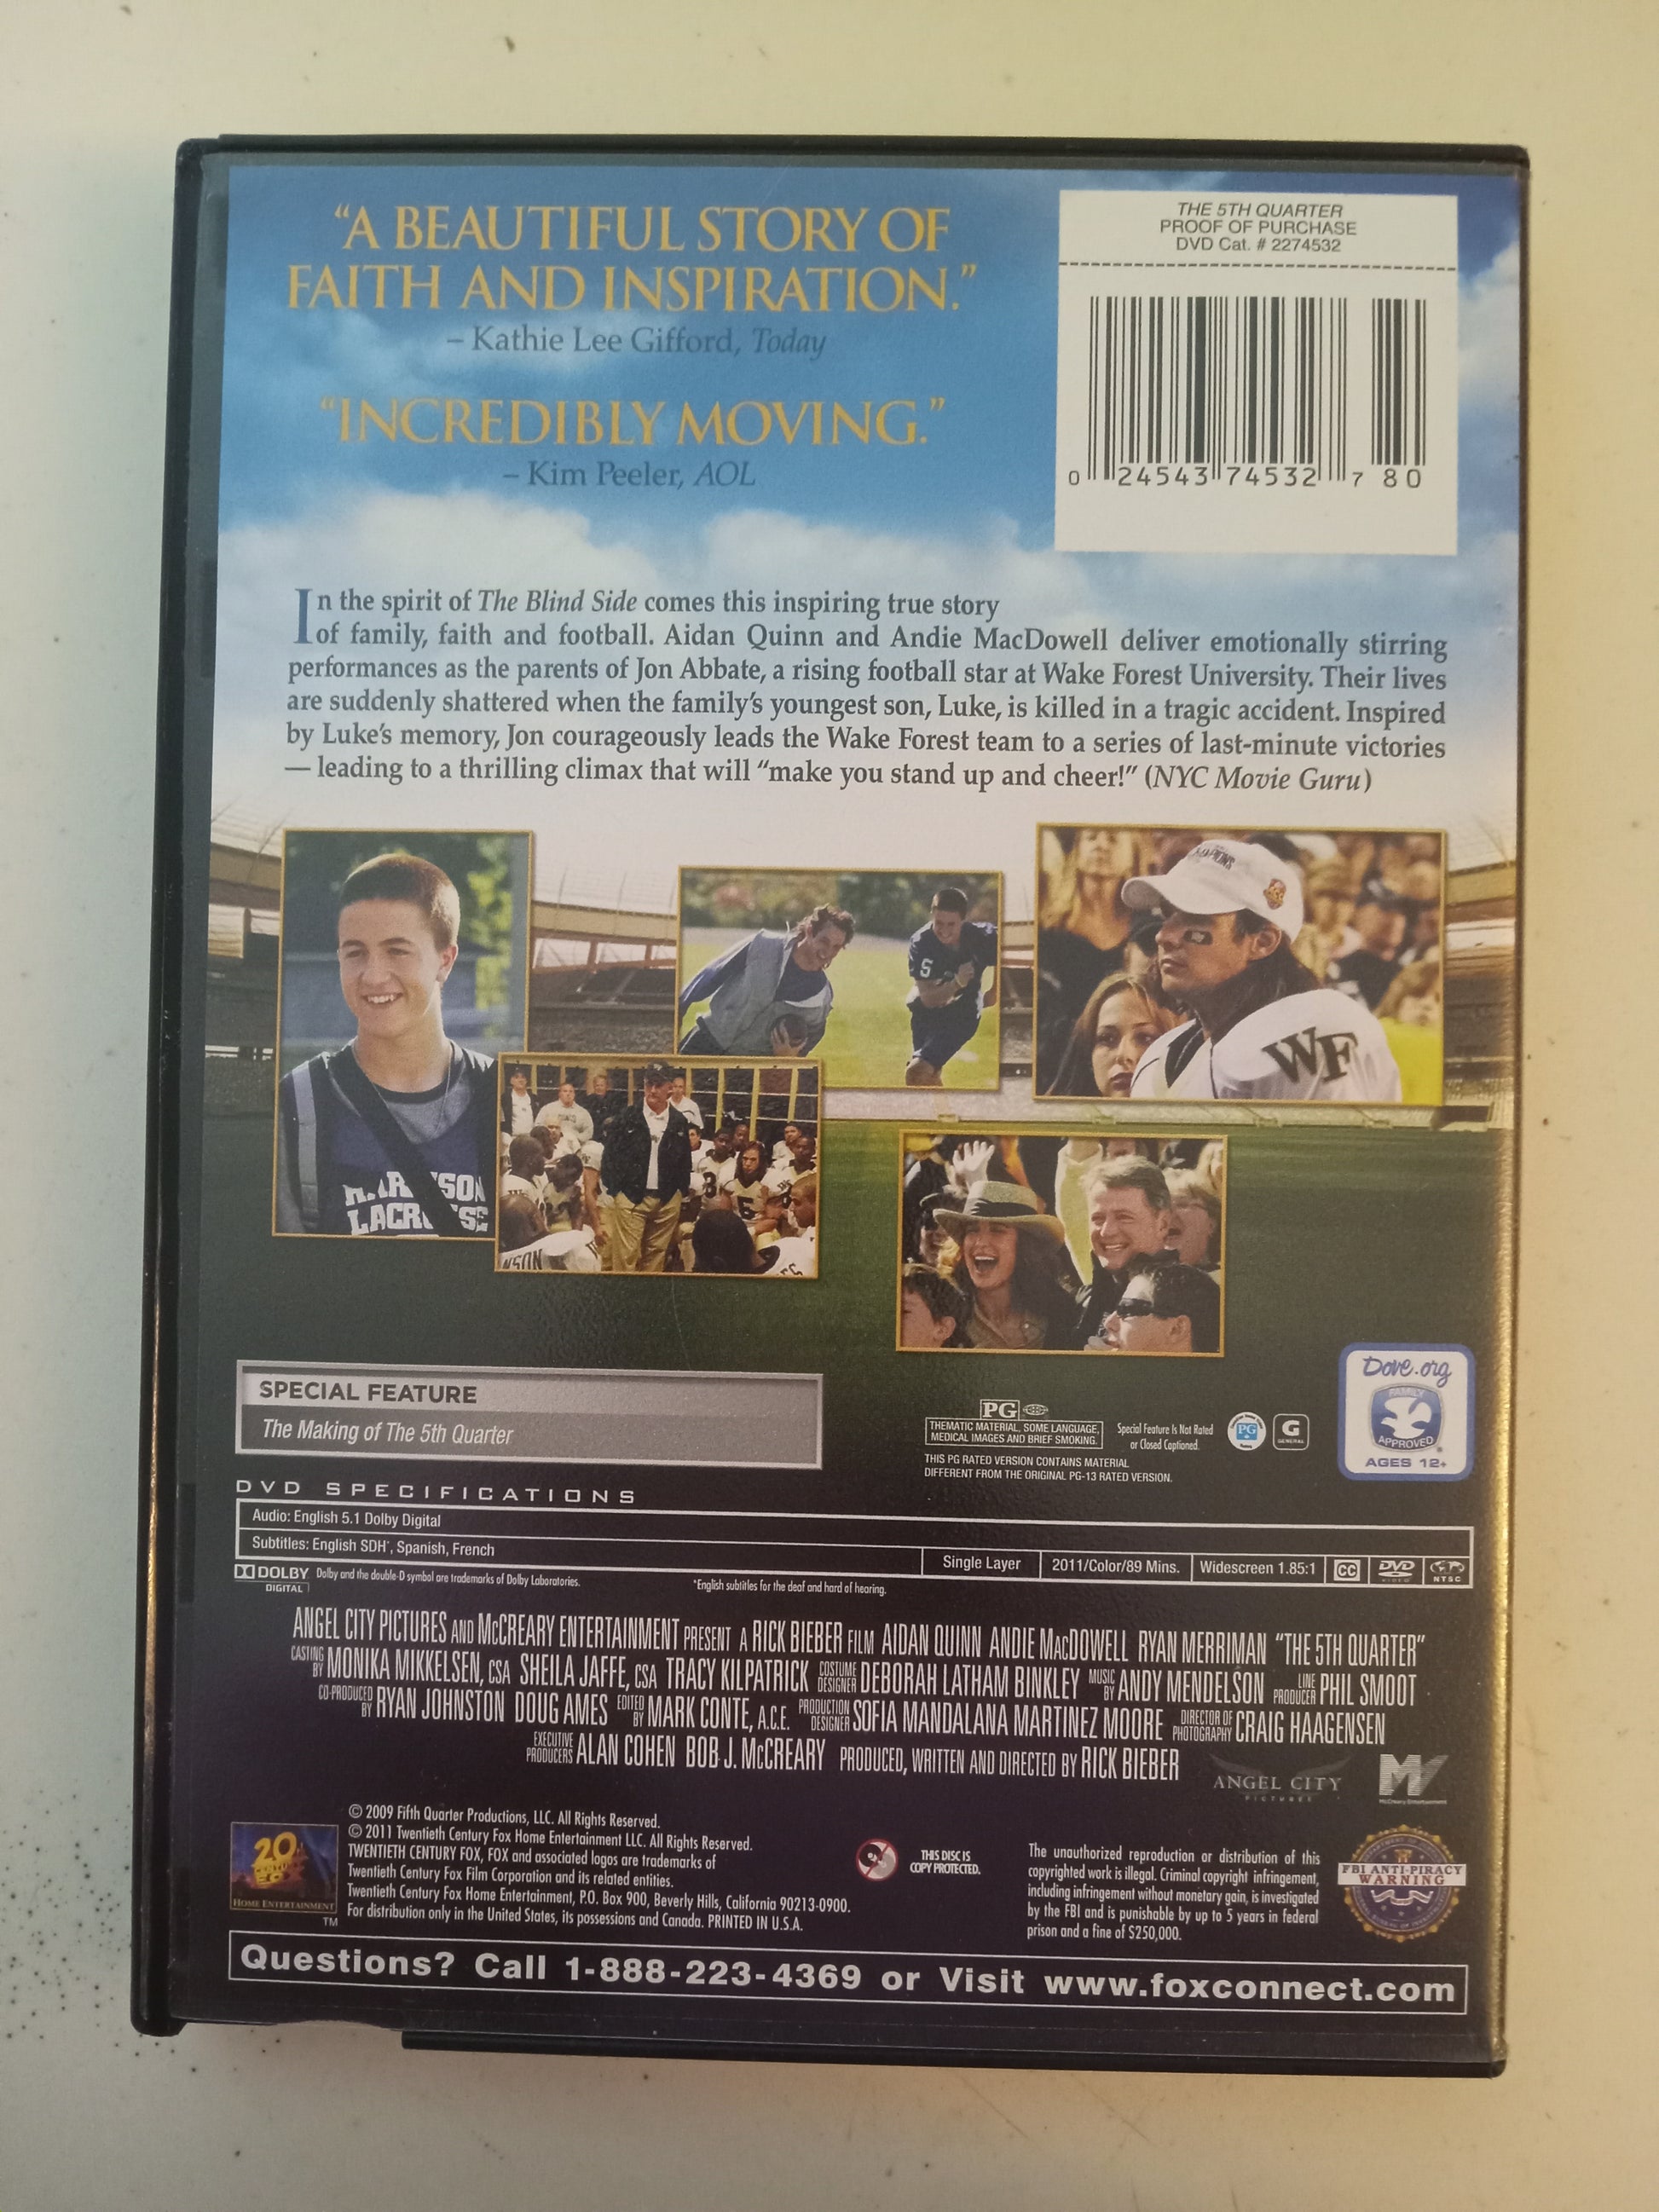 “A BEAUTIFUL STORY OF
FAITH AND INSPIRATION.”
– Kathie Lee Gifford, Today
“INCREDIBLY MOVING.”
– Kim Peeler, AOL
THE 5TH QUARTER
PROOF OF PURCHASE
DVD Cat. # 2274532
0 24543 74532 7 80
In the spirit of The Blind Side comes this inspiring true story
of family, faith and football. Aidan Quinn and Andie MacDowell deliver emotionally stirring
performances as the parents of Jon Abbate, a rising football star at Wake Forest University. Their lives
are suddenly shattered when the family’s youngest son, Luke, is killed in a tragic accident. Inspired
by Luke’s memory, Jon courageously leads the Wake Forest team to a series of last-minute victories
— leading to a thrilling climax that will “make you stand up and cheer!” (NYC Movie Guru)
5
WF
5
SPECIAL FEATURE
The Making of The 5th Quarter
PG
THEMATIC MATERIAL, SOME LANGUAGE,
MEDICAL IMAGES AND BRIEF SMOKING.
THIS PG RATED VERSION CONTAINS MATERIAL
DIFFERENT FROM THE ORIGINAL PG-13 RATED VERSION.
Special Feature Is Not Rated
or Closed Captioned.
PG
G
GENERAL
Dove.org
FAMILY
APPROVED
AGES 12+
DVD SPECIFICATIONS
Audio: English 5.1 Dolby Digital
Subtitles: English SDH*, Spanish, French
Single Layer
2011/Color/89 Mins.
Widescreen 1.85:1
CC
DVD
VIDEO
NTSC
DOLBY
DIGITAL
Dolby and the double-D symbol are trademarks of Dolby Laboratories.
*English subtitles for the deaf and hard of hearing.
ANGEL CITY PICTURES AND McCREARY ENTERTAINMENT PRESENT A RICK BIEBER FILM AIDAN QUINN ANDIE MacDOWELL RYAN MERRIMAN “THE 5TH QUARTER”
CASTING BY MONIKA MIKKELSEN, CSA SHEILA JAFFE, CSA TRACY KILPATRICK COSTUME DESIGNER DEBORAH LATHAM BINKLEY MUSIC BY ANDY MENDELSON LINE PRODUCER PHIL SMOOT
CO-PRODUCED BY RYAN JOHNSTON DOUG AMES EDITED BY MARK CONTE, A.C.E. PRODUCTION DESIGNER SOFIA MANDALANA MARTINEZ MOORE DIRECTOR OF PHOTOGRAPHY CRAIG HAAGENSEN
EXECUTIVE PRODUCERS ALAN COHEN BOB J. McCREARY PRODUCED, WRITTEN AND DIRECTED BY RICK BIEBER
ANGEL CITY
PICTURES
McCreary Entertainment
20
HOME ENTERTAINMENT
TM
© 2009 Fifth Quarter Productions, LLC. All Rights Reserved.
© 2011 Twentieth Century Fox Home Entertainment LLC. All Rights Reserved.
TWENTIETH CENTURY FOX, FOX and associated logos are trademarks of
Twentieth Century Fox Film Corporation and its related entities.
Twentieth Century Fox Home Entertainment, P.O. Box 900, Beverly Hills, California 90213-0900.
For distribution only in the United States, its possessions and Canada. PRINTED IN U.S.A.
THIS DISC IS
COPY PROTECTED.
The unauthorized reproduction or distribution of this
copyrighted work is illegal. Criminal copyright infringement,
including infringement without monetary gain, is investigated
by the FBI and is punishable by up to 5 years in federal
prison and a fine of $250,000.
FBI ANTI-PIRACY
WARNING
Questions? Call 1-888-223-4369 or Visit www.foxconnect.com